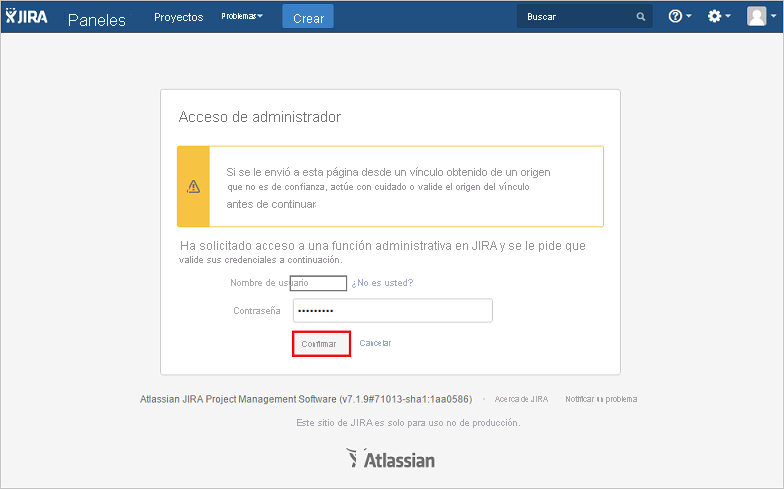 JIRA Paneles Proyectos Problemas Crear Buscar
Acceso de administrador
Si se le envió a esta página desde un vínculo obtenido de un origen
que no es de confianza, actúe con cuidado o valide el origen del vínculo
antes de continuar.
Ha solicitado acceso a una función administrativa en JIRA y se le pide que
valide sus credenciales a continuación.
Nombre de usuario ¿No es usted?
Contraseña •••••••••
Confirmar Cancelar
Atlassian JIRA Project Management Software (v7.1.9#71013-sha1:1aa0586) · Acerca de JIRA Notificar un problema
Este sitio de JIRA es solo para uso no de producción.
Atlassian